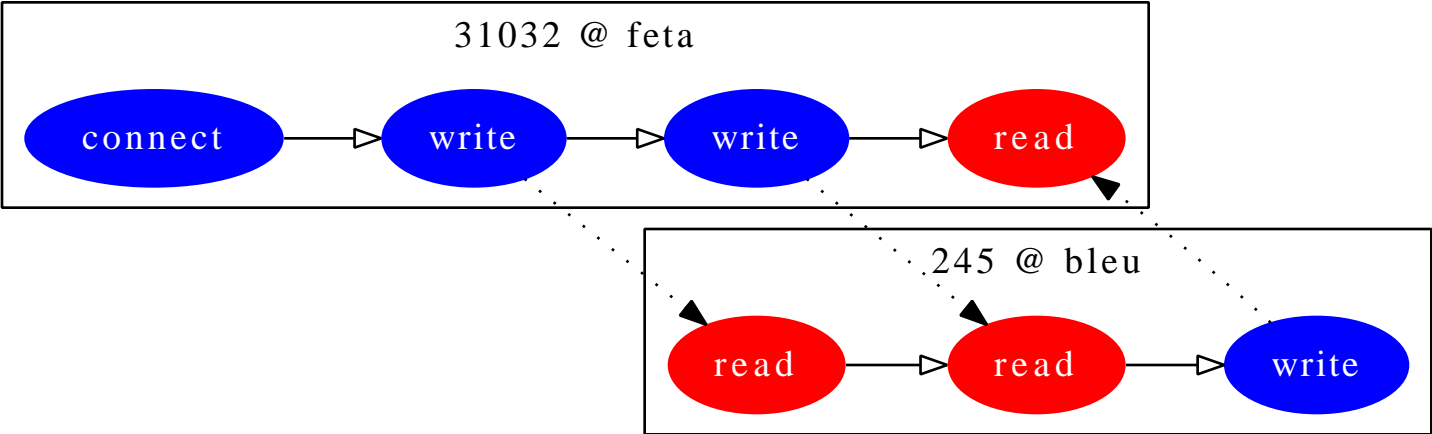 31032 @ feta
connect write write read
245 @ bleu
read read write